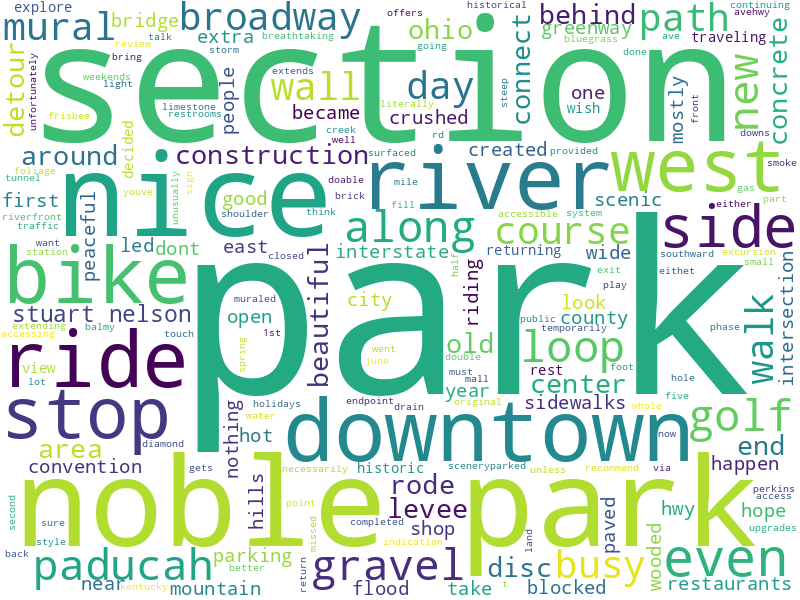 explore
mural
bridge
review
talk
broadway
offers
breathtaking
storm
extra
going
ohio
behind
historical
greenway
bluegrass
path
ave
avehwy
traveling
done
continuing
detour
unfortunately
section
bring
weekends
extends
light
frisbee
limestone
restrooms
people
wall
became
literally
day
crushed
creek
connect
one
wish
steep
mostly
front
new
concrete
around
decided
construction
well
rd
surfaced
created
provided
downs
smoke
foliage
tunnel
youve
unusually
sign
nice
doable
brick
mile
river
west
gas
part
first
peaceful
good
shoulder
think
fill
accessible
system
scenic
either
riverfront
traffic
want
station
led
dont
east
closed
along
interstate
half
course
returning
wide
exit
eithet
side
southward
excursion
small
bike
stuart nelson
muraled
open
1st
beautiful
city
riding
park
public
play
look
county
temporarily
phase
walk
intersection
extending
balmy
accessing
touch
ride
view
lot
spring
went
june
old
double
loop
foot
must
mall
rest
hole
year
center
five
stop
nothing
holidays
water
endpoint
drain
original
sidewalks
whole
now
golf
area
diamond
hot
downtown
end
convention
gets
hills
necessarily
historic
sceneryparked
unless
recommend
via
happen
second
noble park
point
missed
rode
levee
shop
paved
hwy
perkins
access
hope
upgrades
sure
style
completed
indication
land
back
paducah
better
parking
return
gravel
disc
busy
wooded
even
near
kentucky
mountain
flood
take
t
blocked
restaurants